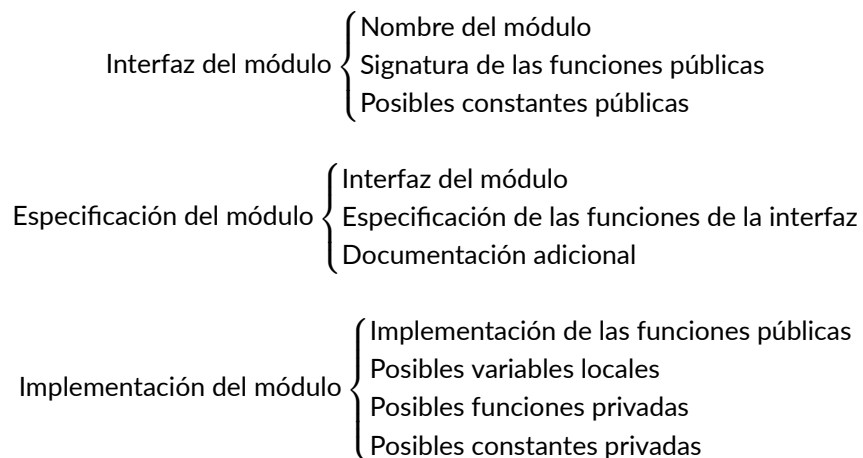 Nombre del módulo
Interfaz del módulo
Signatura de las funciones públicas
Posibles constantes públicas
Interfaz del módulo
Especificación del módulo
Especificación de las funciones de la interfaz
Documentación adicional
Implementación de las funciones públicas
Posibles variables locales
Implementación del módulo
Posibles funciones privadas
Posibles constantes privadas